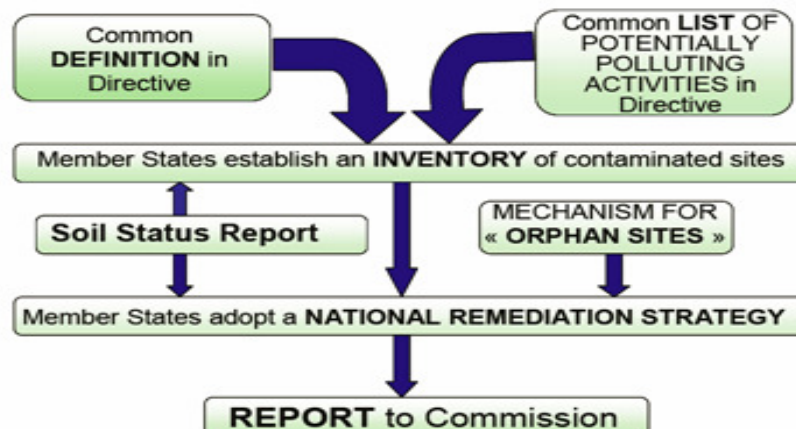 Common
DEFINITION in
Directive
Common LIST OF
POTENTIALLY
POLLUTING
ACTIVITIES in
Directive
Member States establish an INVENTORY of contaminated sites
Soil Status Report
MECHANISM FOR
« ORPHAN SITES »
Member States adopt a NATIONAL REMEDIATION STRATEGY
REPORT to Commission